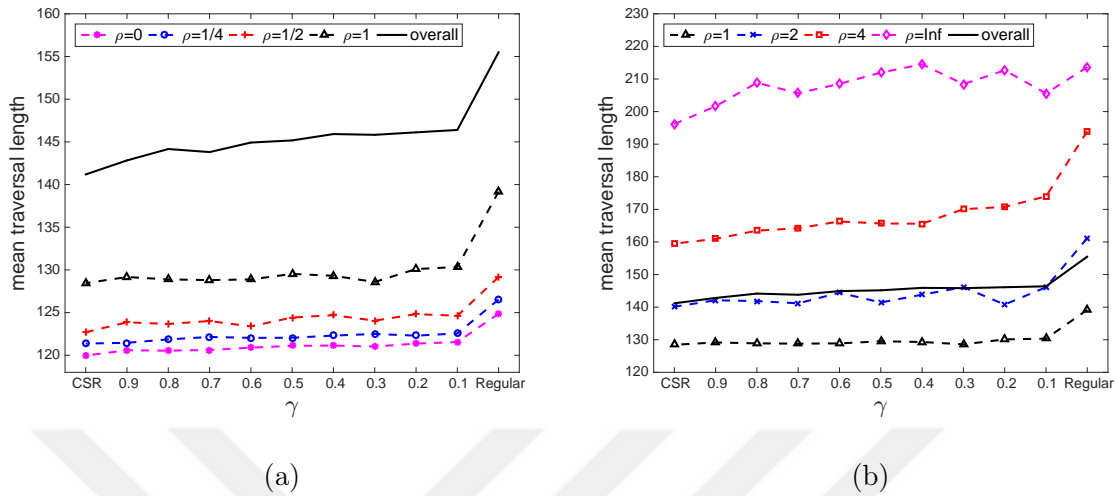 ρ=0 ρ=1/4 ρ=1/2 ρ=1 overall
160
155
150
145
140
135
130
125
120
mean traversal length
CSR 0.9 0.8 0.7 0.6 0.5 0.4 0.3 0.2 0.1 Regular
γ
(a)
ρ=1 ρ=2 ρ=4 ρ=Inf overall
230
220
210
200
190
180
170
160
150
140
130
120
mean traversal length
CSR 0.9 0.8 0.7 0.6 0.5 0.4 0.3 0.2 0.1 Regular
γ
(b)